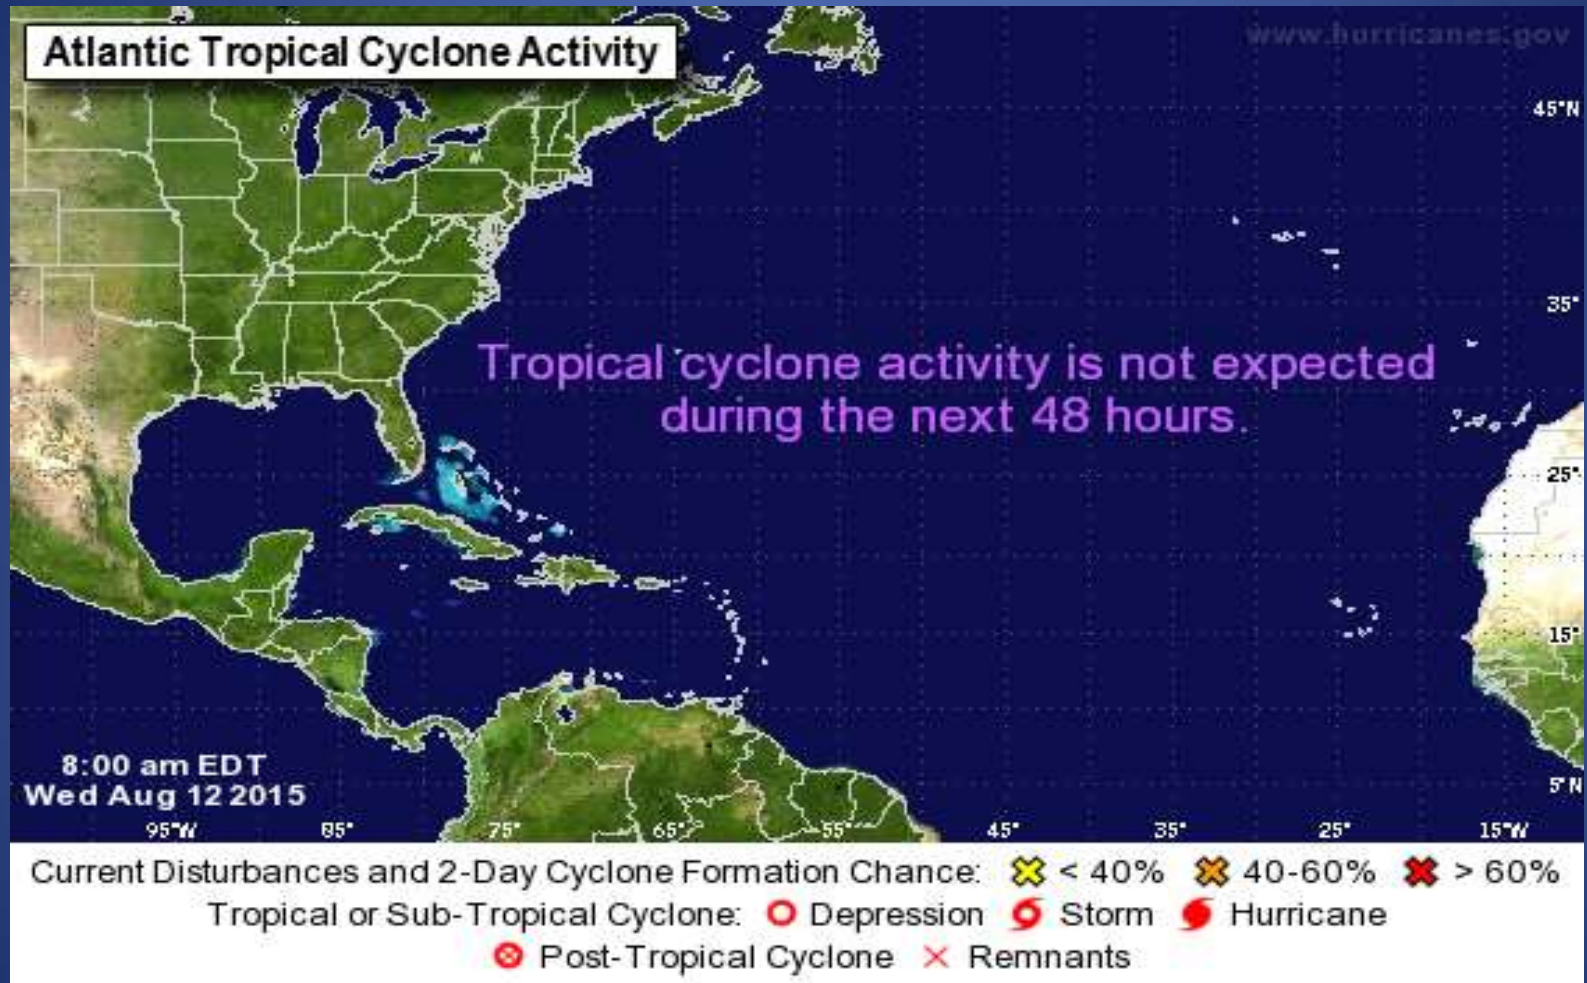 Atlantic Tropical Cyclone Activity
www.hurricanes.gov
45°N
35°
Tropical cyclone activity is not expected
during the next 48 hours.
25°
15°
8:00 am EDT
Wed Aug 12 2015
5°N
95°W 85° 75° 65° 55° 45° 35° 25° 15°W
Current Disturbances and 2-Day Cyclone Formation Chance: < 40% 40-60% > 60%
Tropical or Sub-Tropical Cyclone: Depression Storm Hurricane
Post-Tropical Cyclone Remnants